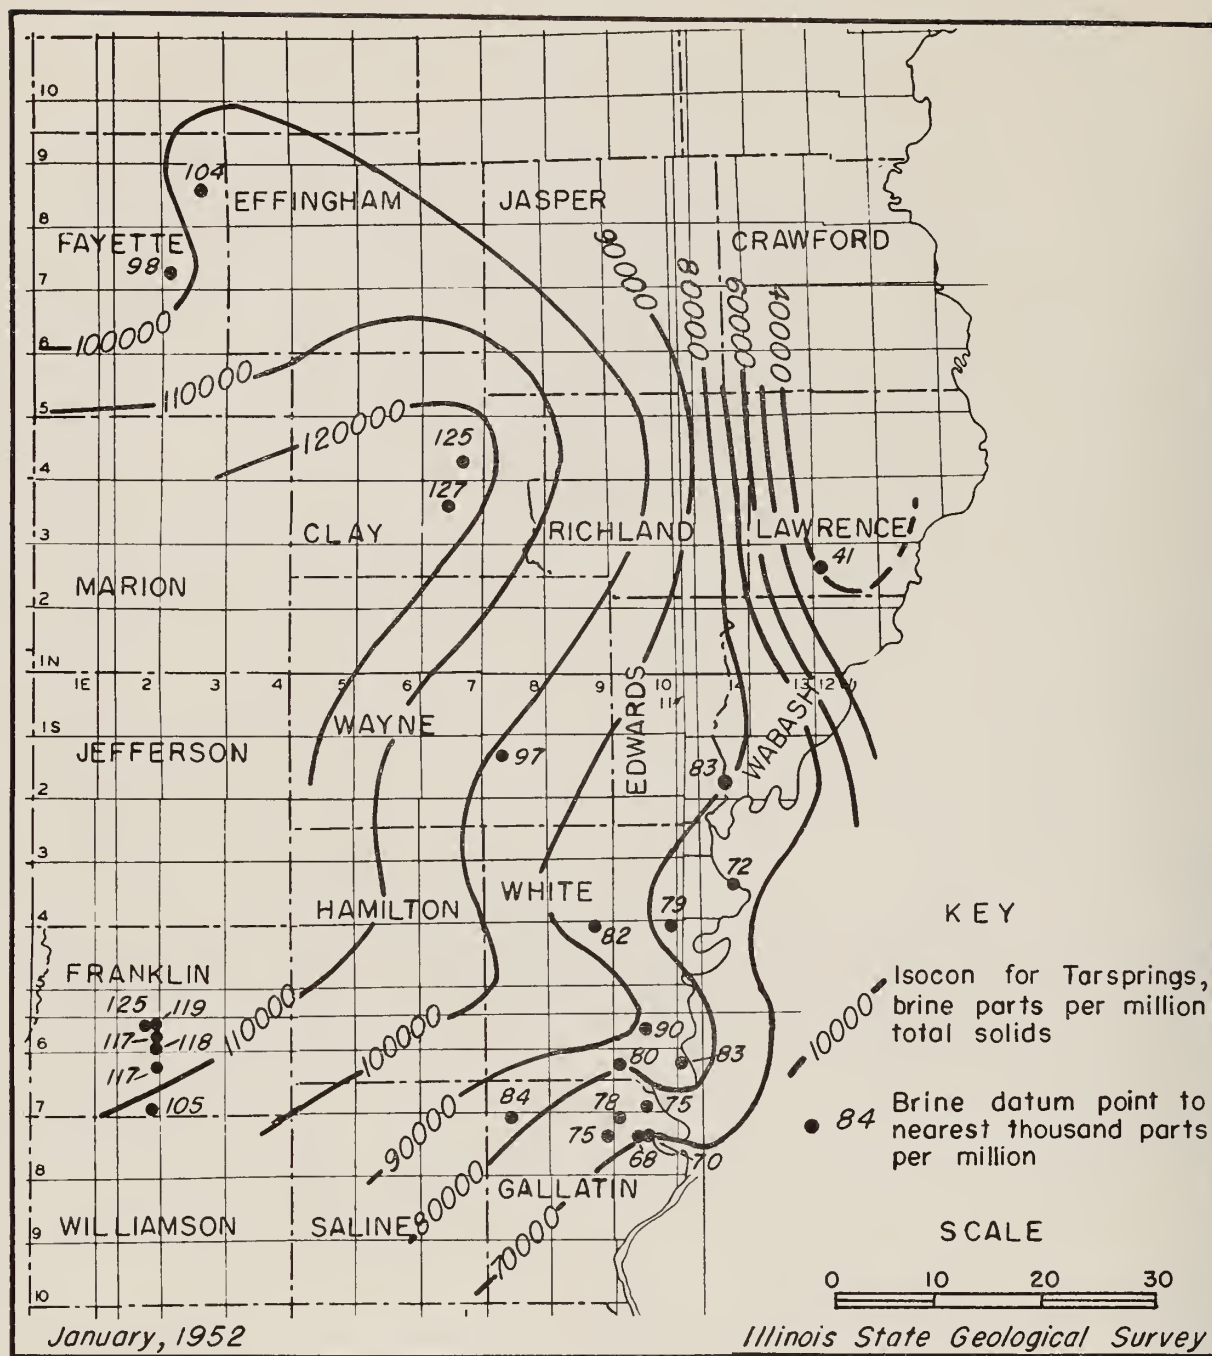 10
9
104
EFFINGHAM
JASPER
8
FAYETTE
98
90000
CRAWFORD
7
80000
60000
40000
100000
6
110000
5
120000
125
4
127
3
CLAY
RICHLAND
LAWRENCE
41
MARION
2
1N
1E 2 3 4 5 6 7 8 9 10 11 14 13 12
1S
WAYNE
EDWARDS
WABASH
JEFFERSON
97
83
2
3
72
WHITE
HAMILTON
79
4
82
KEY
FRANKLIN
5
110000
10000
Isocon for Tarsprings,
brine parts per million
total solids
125 119
117 118
100000
90
6
80
83
117
105
84
78
75
7
75
68
70
84
Brine datum point to
nearest thousand parts
per million
90000
8
80000
GALLATIN
WILLIAMSON
SALINE
70000
9
SCALE
0 10 20 30
10
January, 1952
Illinois State Geological Survey